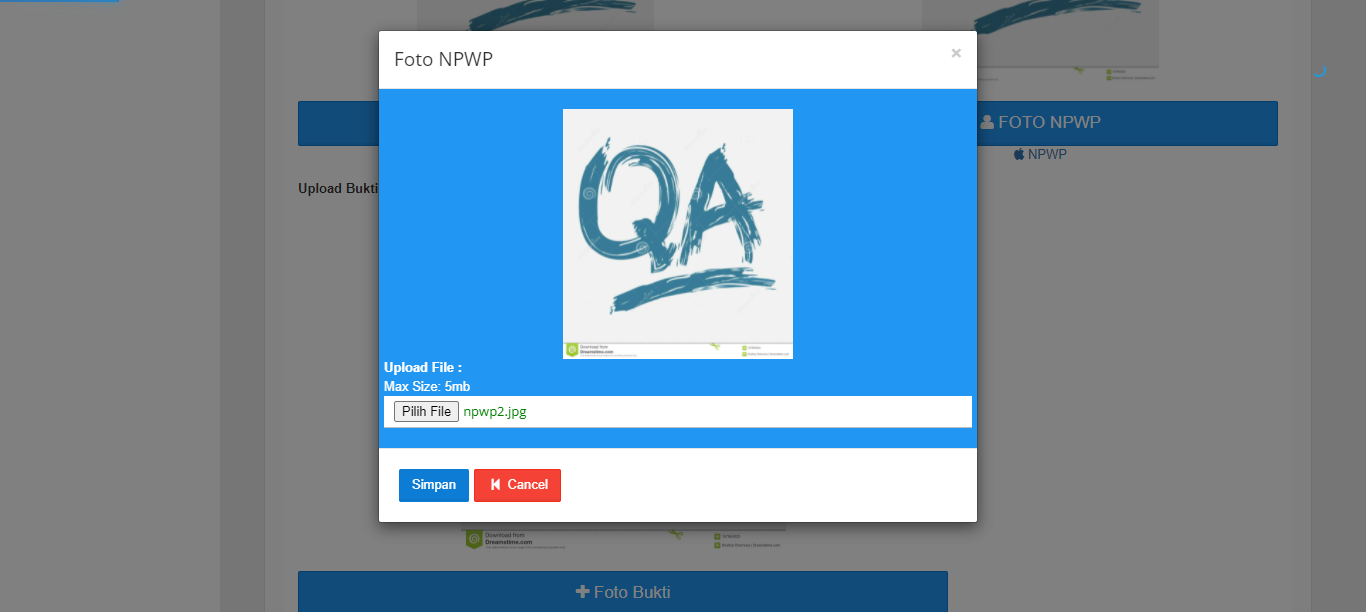 Foto NPWP
×
FOTO NPWP
NPWP
Upload Bukti
QA
Download from
Dreamstime.com
Upload File :
Max Size: 5mb
Pilih File npwp2.jpg
Simpan Cancel
Download from
Dreamstime.com
Foto Bukti